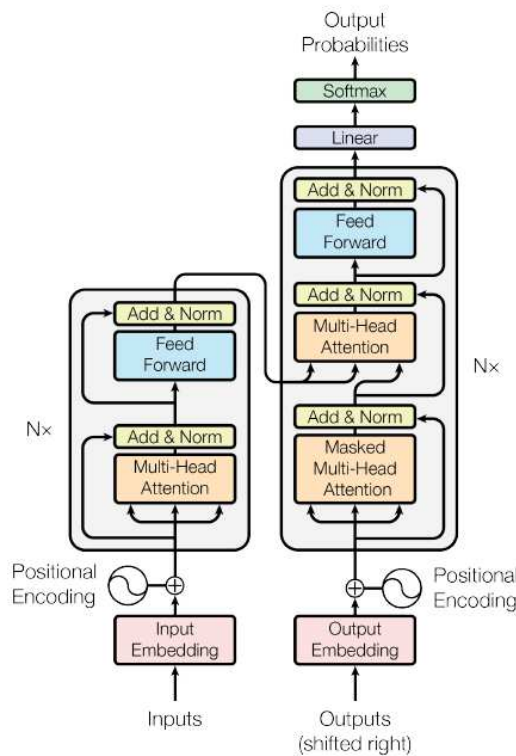 Output
Probabilities
Softmax
Linear
Add & Norm
Feed
Forward
Add & Norm
Multi-Head
Attention
Add & Norm
Masked
Multi-Head
Attention
Nx
Positional
Encoding
Output
Embedding
Outputs
(shifted right)
Add & Norm
Feed
Forward
Add & Norm
Multi-Head
Attention
Nx
Positional
Encoding
Input
Embedding
Inputs